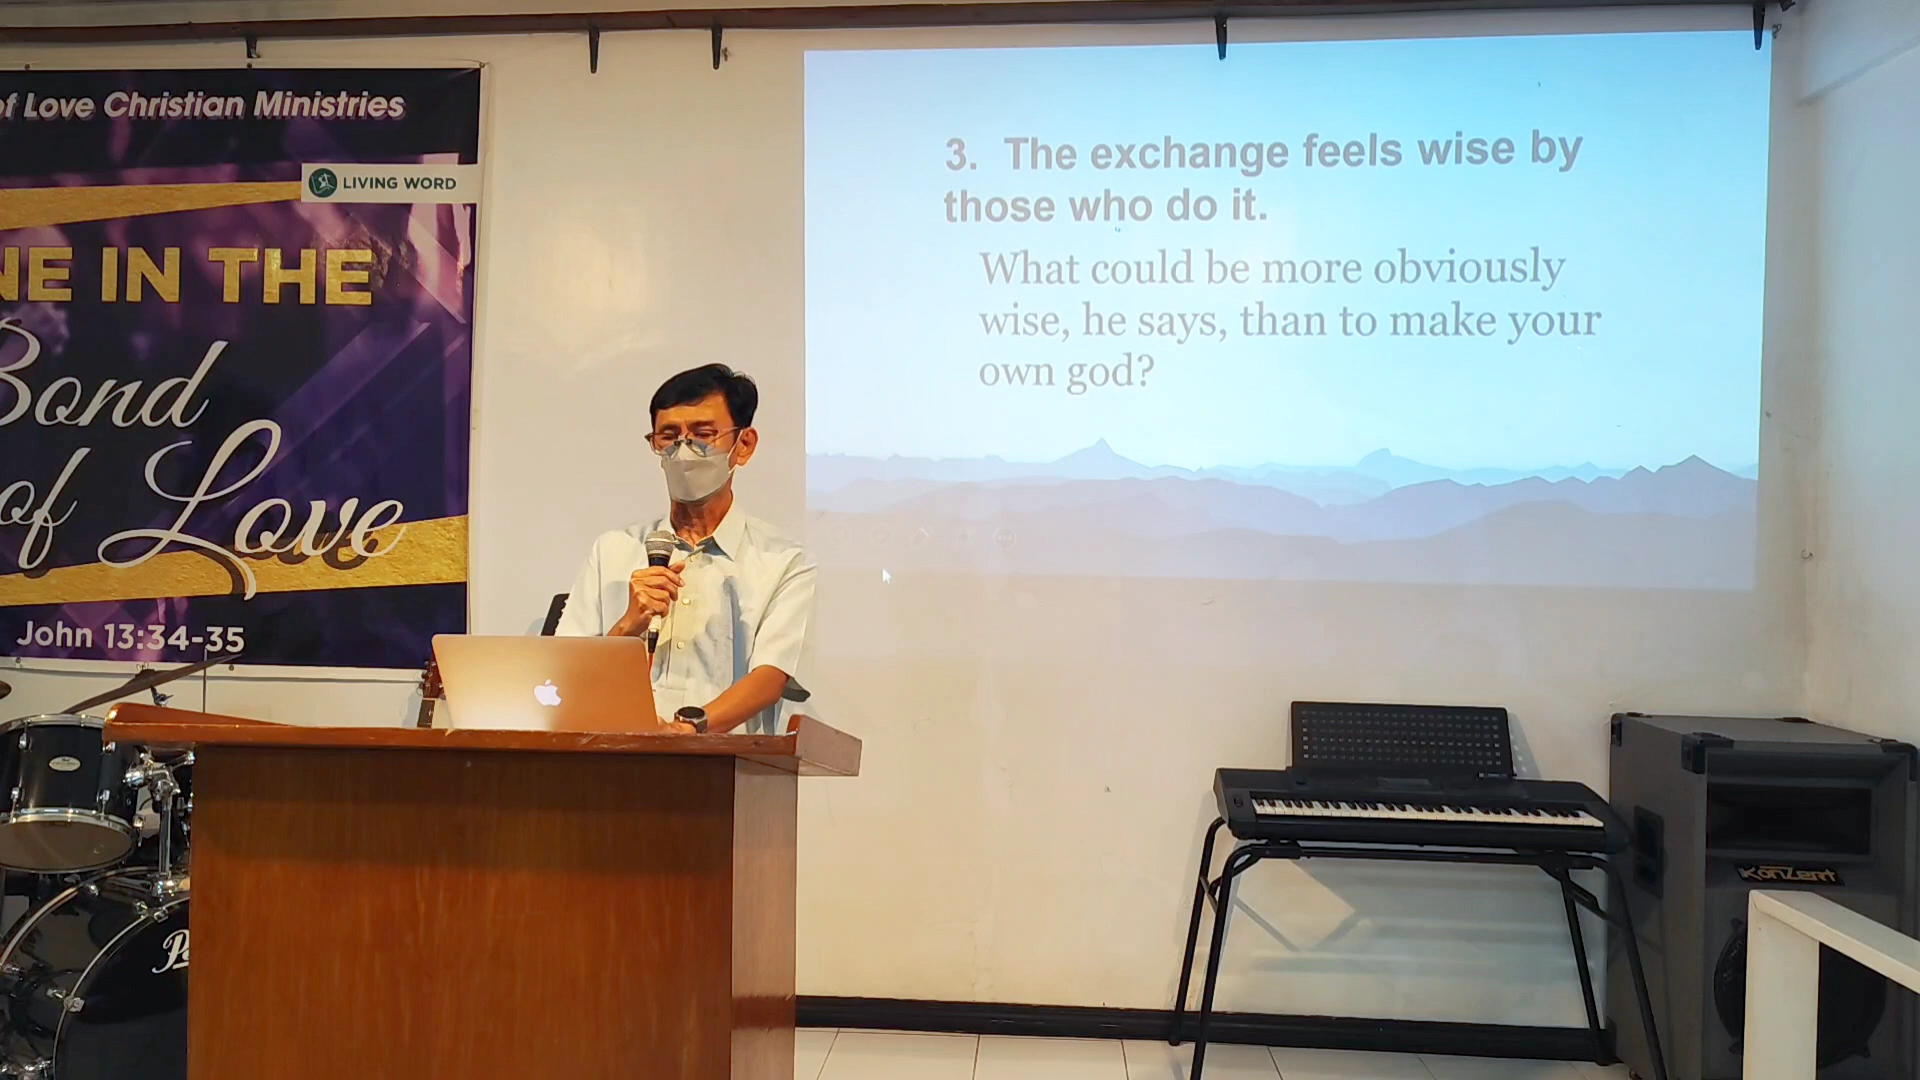 of Love Christian Ministries
LIVING WORD
NE IN THE
Bond
of Love
John 13:34-35
3. The exchange feels wise by
those who do it.
What could be more obviously
wise, he says, than to make your
own god?
KonZert